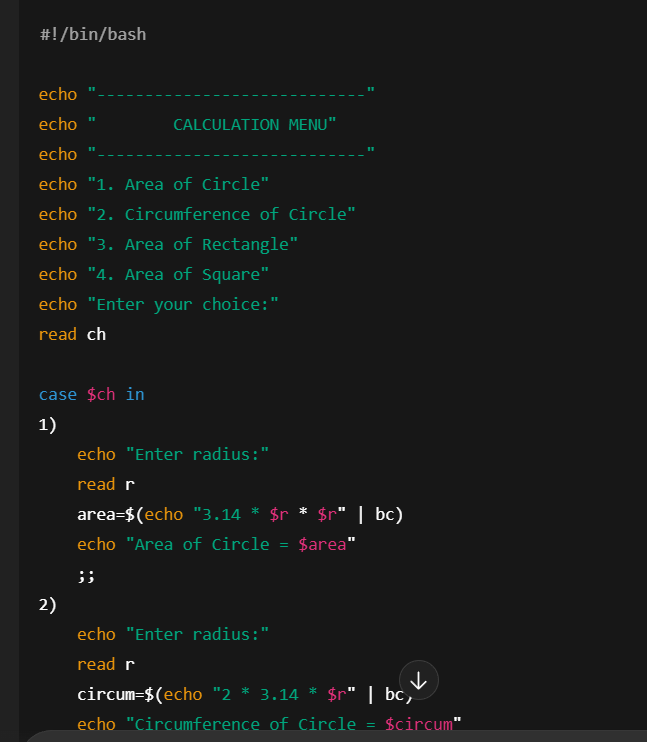 #!/bin/bash
echo "----------------------------"
echo "        CALCULATION MENU"
echo "----------------------------"
echo "1. Area of Circle"
echo "2. Circumference of Circle"
echo "3. Area of Rectangle"
echo "4. Area of Square"
echo "Enter your choice:"
read ch
case $ch in
1)
    echo "Enter radius:"
    read r
    area=$(echo "3.14 * $r * $r" | bc)
    echo "Area of Circle = $area"
    ;;
2)
    echo "Enter radius:"
    read r
    circum=$(echo "2 * 3.14 * $r" | bc)
    echo "Circumference of Circle = $circum"